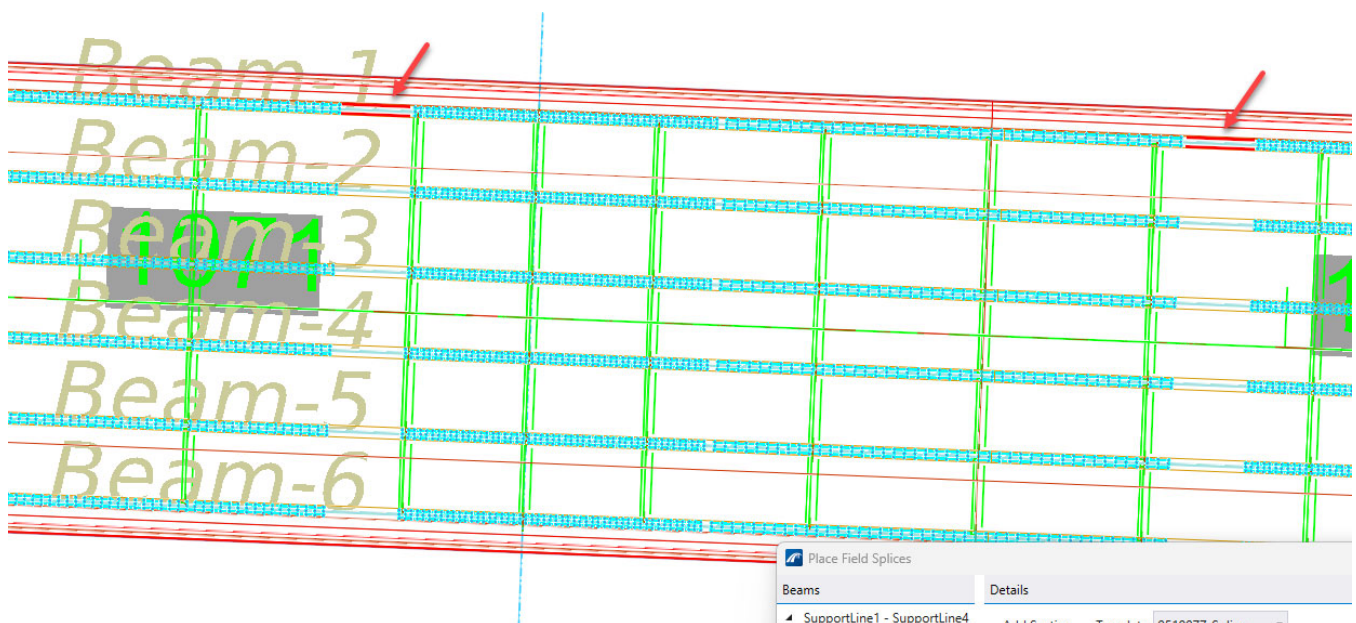 Beam-1
Beam-2
Beam-3
1071
Beam-4
Beam-5
Beam-6
Place Field Splices
Beams
Details
SupportLine1 - SupportLine4